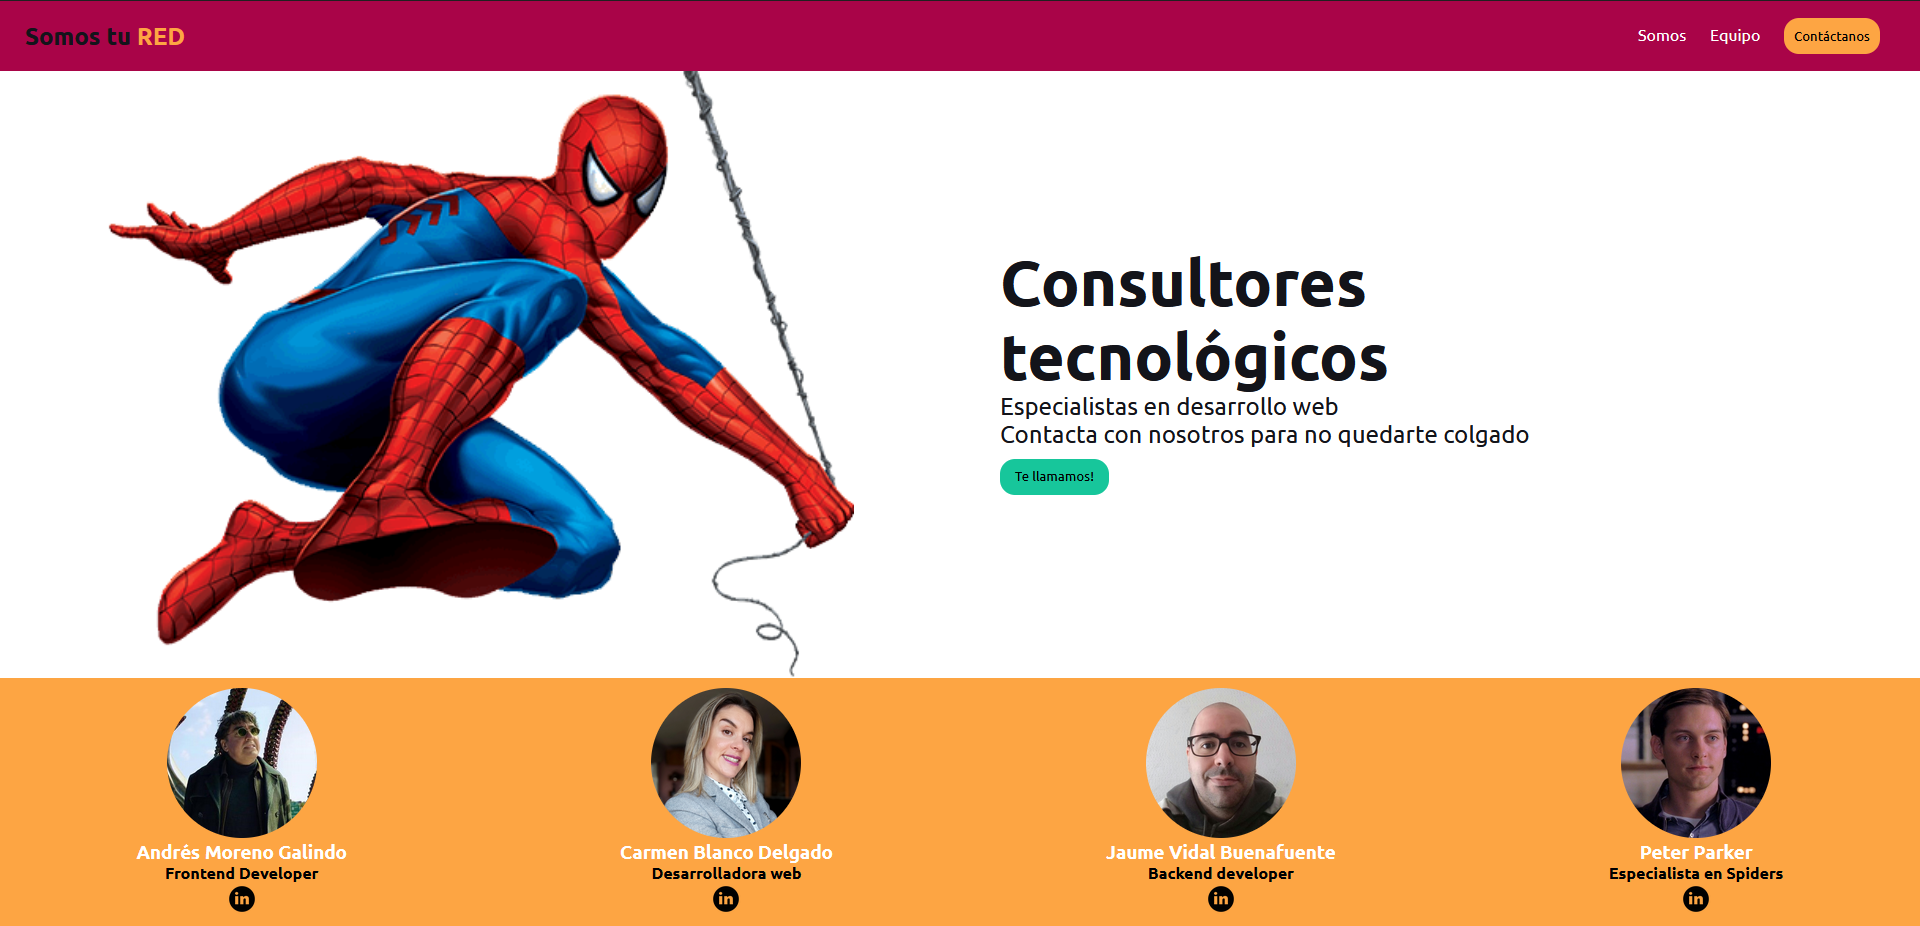 Somos tu RED
Somos
Equipo
Contáctanos
Consultores
tecnológicos
Especialistas en desarrollo web
Contacta con nosotros para no quedarte colgado
Te llamamos!
Andrés Moreno Galindo
Frontend Developer
in
Carmen Blanco Delgado
Desarrolladora web
in
Jaume Vidal Buenafuente
Backend developer
in
Peter Parker
Especialista en Spiders
in